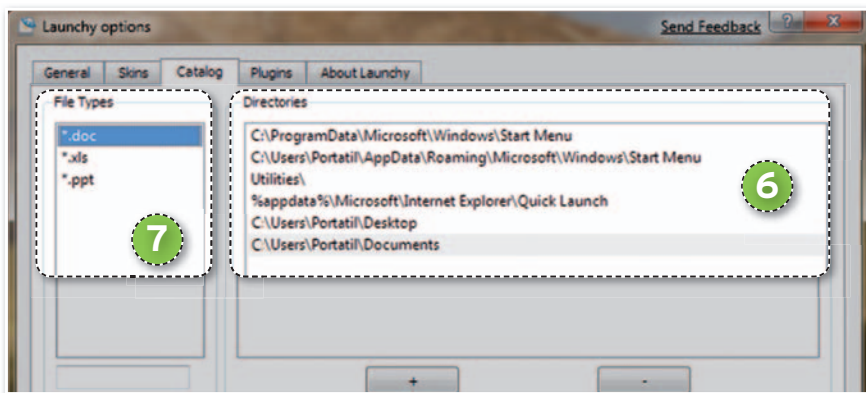 Launchy options
Send Feedback
General Skins Catalog Plugins About Launchy
File Types
*.doc
*.xls
*.ppt
7
Directories
C:\ProgramData\Microsoft\Windows\Start Menu
C:\Users\Portatil\AppData\Roaming\Microsoft\Windows\Start Menu
Utilities\
%appdata%\Microsoft\Internet Explorer\Quick Launch
C:\Users\Portatil\Desktop
C:\Users\Portatil\Documents
6
+ -